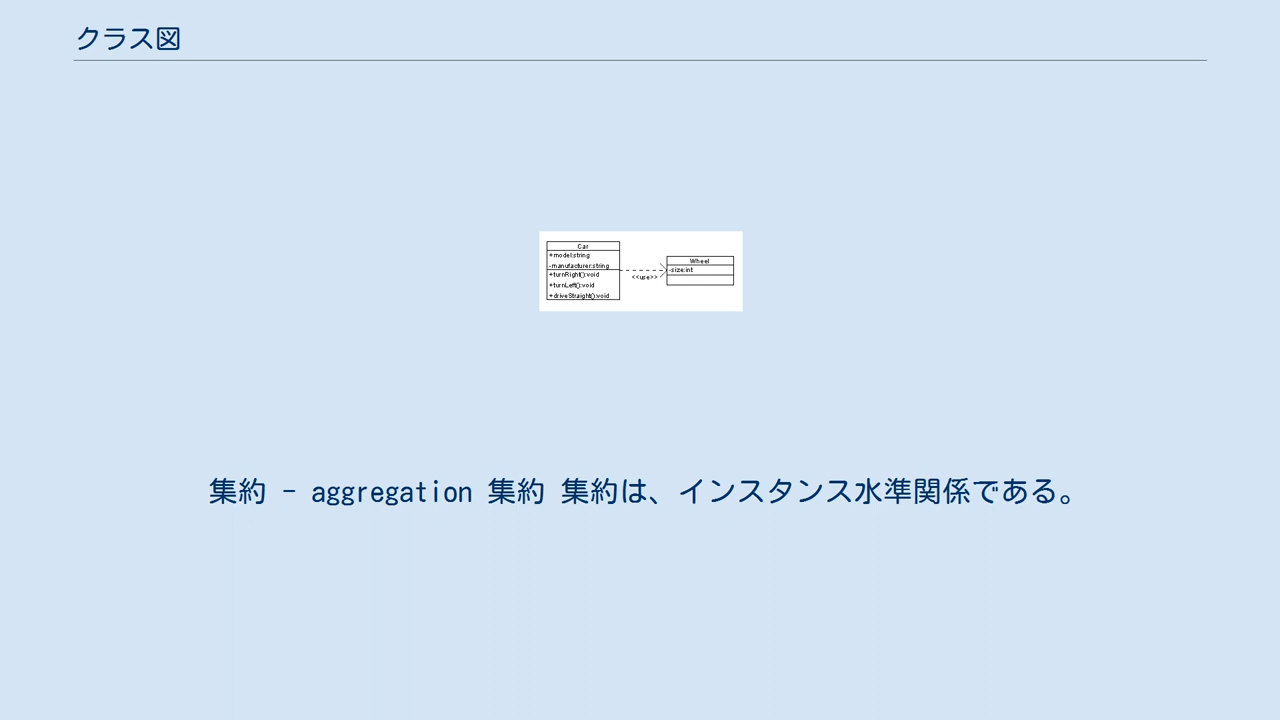 クラス図
Car
+model:string
-manufacturer:string
+turnRight():void
+turnLeft():void
+driveStraight():void
<<use>>
Wheel
-size:int
集約 - aggregation 集約 集約は、インスタンス水準関係である。